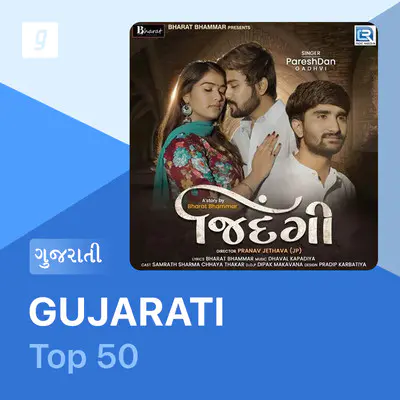 g
Bharat
BHARAT BHAMMAR PRESENTS
SINGER
PareshDan
GADHVI
A story by
Bharat Bhammar
જિંદગી
DIRECTOR PRANAV JETHAVA (JP)
LYRICS BHARAT BHAMMAR MUSIC DHAVAL KAPADIYA
CAST SAMRATH SHARMA CHHAYA THAKAR D.O.P DIPAK MAKAVANA DESIGN PRADIP KARBATIYA
ગુજરાતી
GUJARATI
Top 50